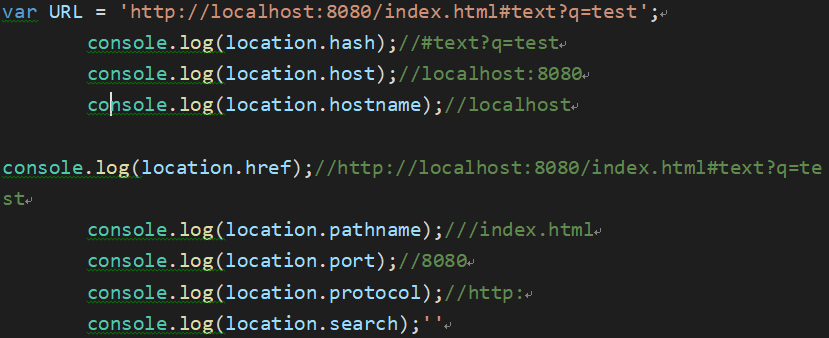 var URL = 'http://localhost:8080/index.html#text?q=test';
console.log(location.hash);//#text?q=test
console.log(location.host);//localhost:8080
console.log(location.hostname);//localhost
console.log(location.href);//http://localhost:8080/index.html#text?q=te
st
console.log(location.pathname);///index.html
console.log(location.port);//8080
console.log(location.protocol);//http:
console.log(location.search);''